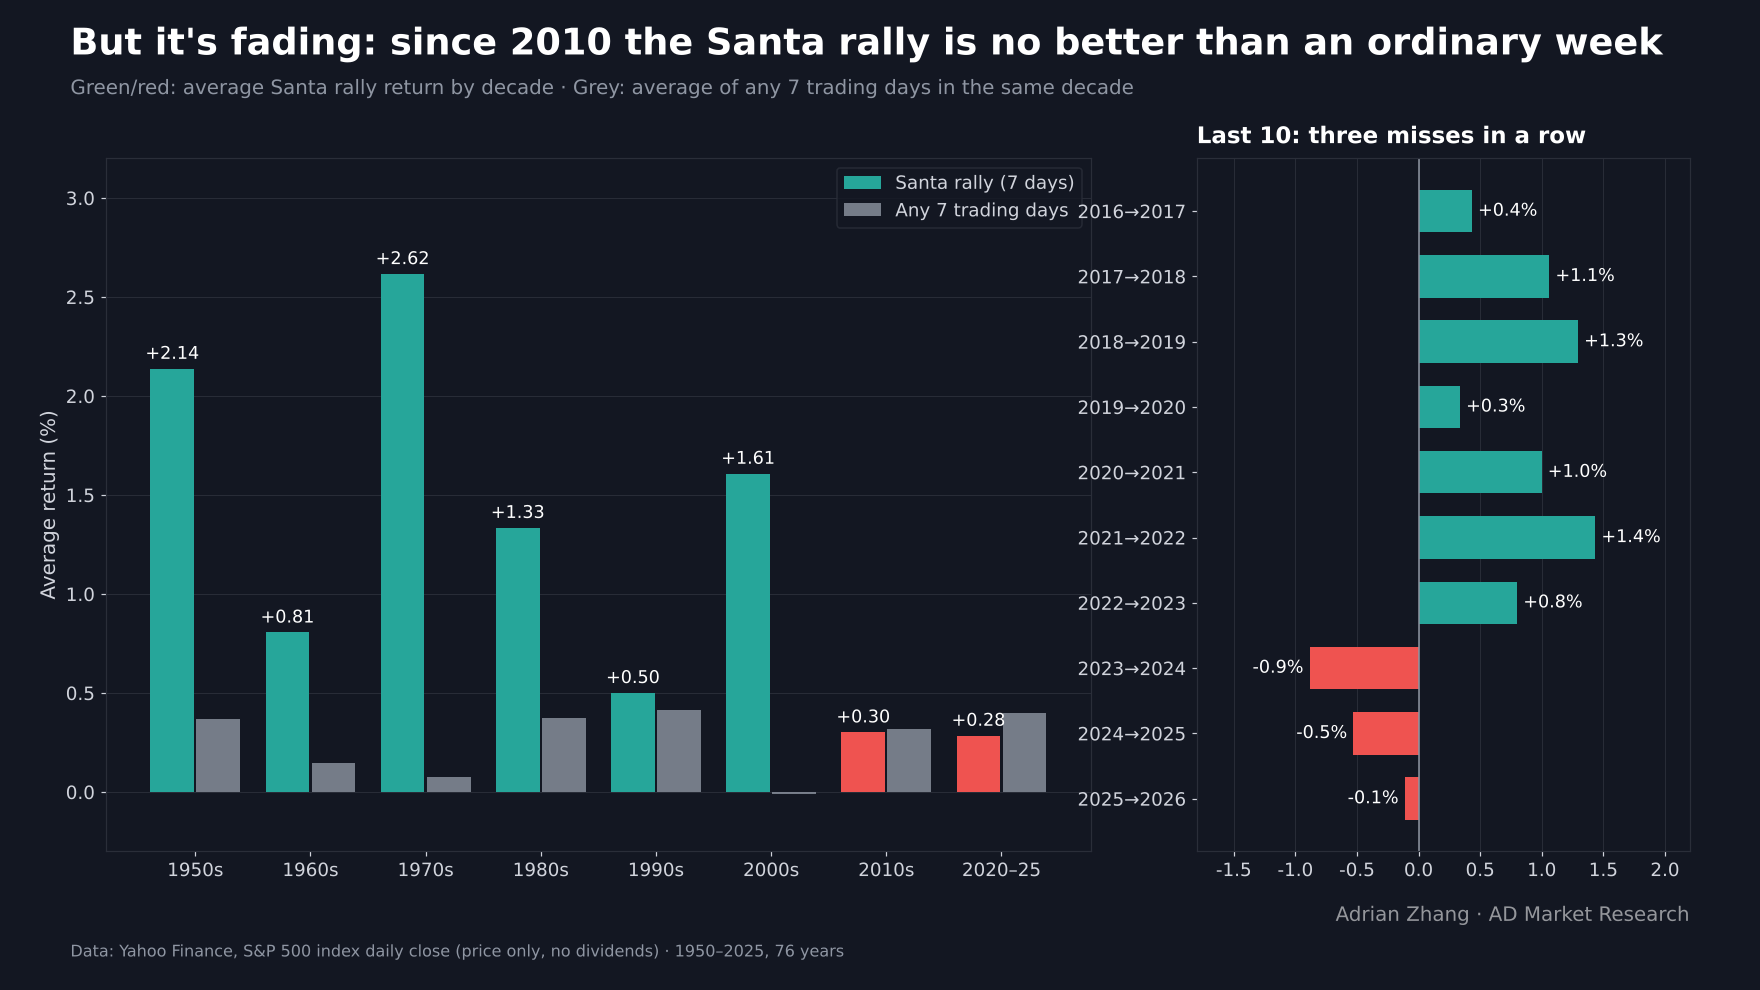 But it's fading: since 2010 the Santa rally is no better than an ordinary week
Green/red: average Santa rally return by decade · Grey: average of any 7 trading days in the same decade
Average return (%)
3.0
2.5
2.0
1.5
1.0
0.5
0.0
Santa rally (7 days)
Any 7 trading days
+2.14
+0.81
+2.62
+1.33
+0.50
+1.61
+0.30
+0.28
1950s
1960s
1970s
1980s
1990s
2000s
2010s
2020–25
Last 10: three misses in a row
2016→2017 +0.4%
2017→2018 +1.1%
2018→2019 +1.3%
2019→2020 +0.3%
2020→2021 +1.0%
2021→2022 +1.4%
2022→2023 +0.8%
2023→2024 -0.9%
2024→2025 -0.5%
2025→2026 -0.1%
-1.5 -1.0 -0.5 0.0 0.5 1.0 1.5 2.0
Adrian Zhang · AD Market Research
Data: Yahoo Finance, S&P 500 index daily close (price only, no dividends) · 1950–2025, 76 years